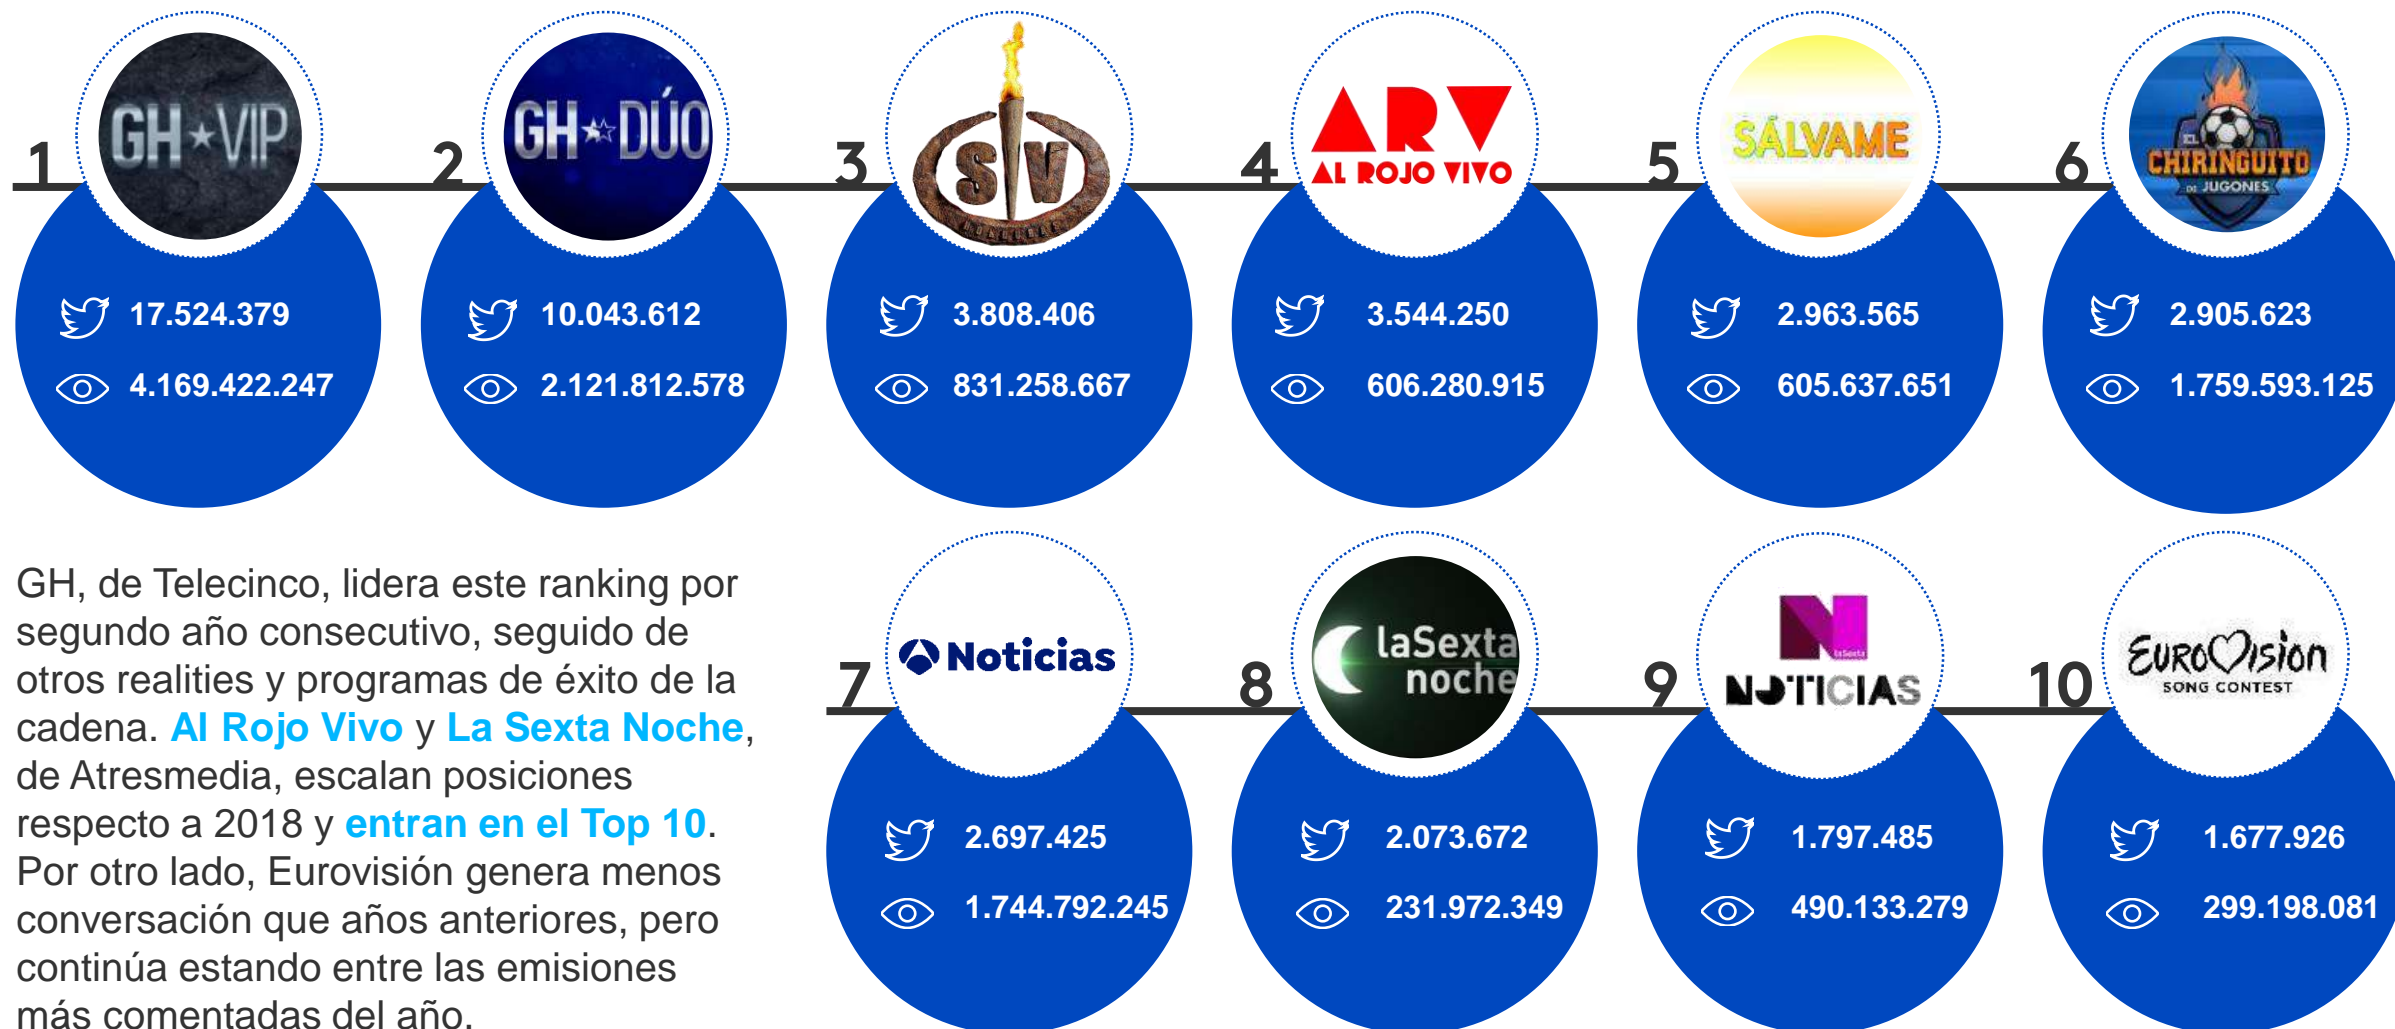 1
GH★VIP
17.524.379
4.169.422.247
2
GH DÚO
10.043.612
2.121.812.578
3
SV
3.808.406
831.258.667
4
ARV
AL ROJO VIVO
3.544.250
606.280.915
5
SÁLVAME
2.963.565
605.637.651
6
EL
CHIRINGUITO
DE JUGONES
2.905.623
1.759.593.125
GH, de Telecinco, lidera este ranking por
segundo año consecutivo, seguido de
otros realities y programas de éxito de la
cadena. Al Rojo Vivo y La Sexta Noche,
de Atresmedia, escalan posiciones
respecto a 2018 y entran en el Top 10.
Por otro lado, Eurovisión genera menos
conversación que años anteriores, pero
continúa estando entre las emisiones
más comentadas del año.
7
Noticias
2.697.425
1.744.792.245
8
laSexta
noche
2.073.672
231.972.349
9
N
laSexta
NOTICIAS
1.797.485
490.133.279
10
EUROVISION
SONG CONTEST
1.677.926
299.198.081